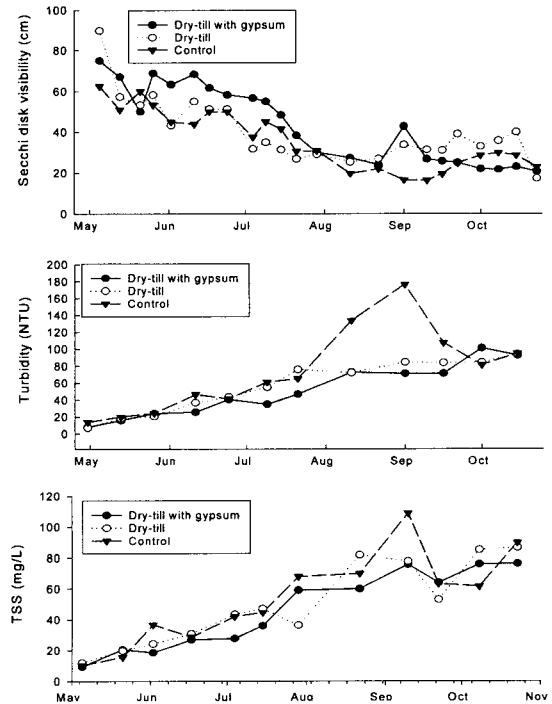 Secchi disk visibility (cm)
100
80
60
40
20
0
Dry-till with gypsum
Dry-till
Control
May Jun Jul Aug Sep Oct
Turbidity (NTU)
200
180
160
140
120
100
80
60
40
20
0
Dry-till with gypsum
Dry-till
Control
May Jun Jul Aug Sep Oct
TSS (mg/L)
120
100
80
60
40
20
0
Dry-till with gypsum
Dry-till
Control
May Jun Jul Aug Sep Oct Nov